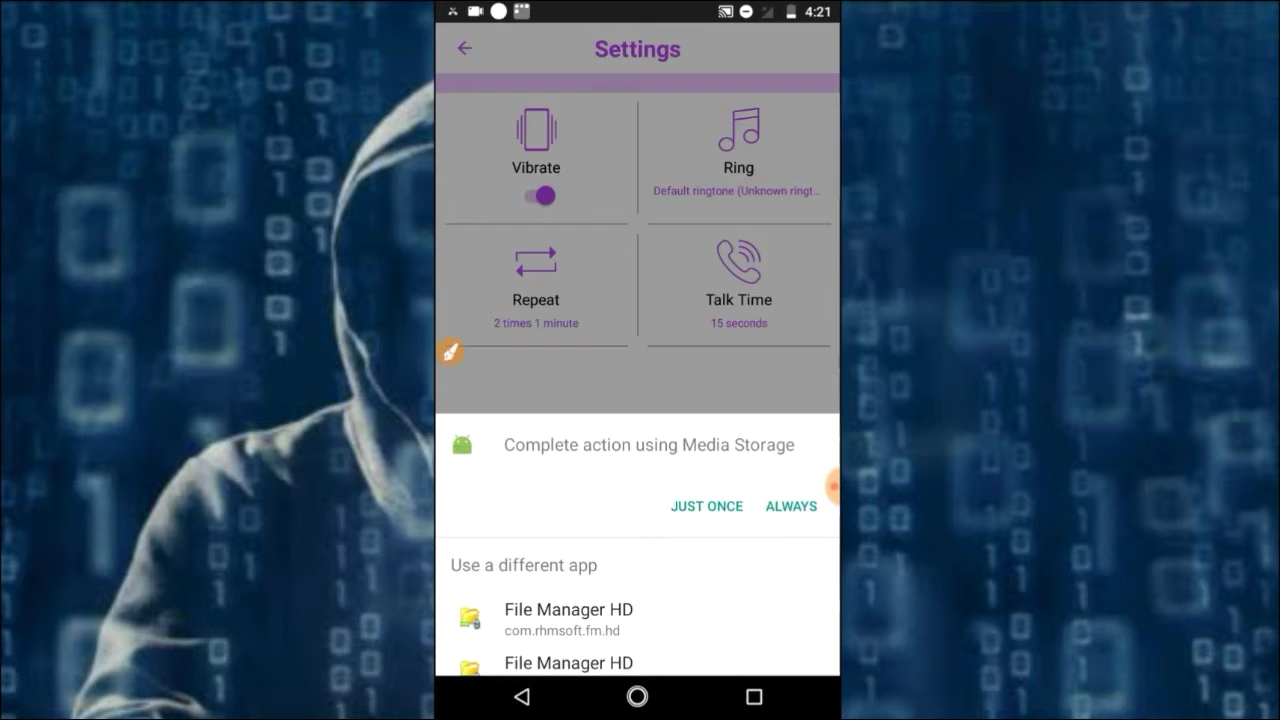 4:21
Settings
Vibrate
Ring
Default ringtone (Unknown ringt...
Repeat
Talk Time
2 times 1 minute
15 seconds
Complete action using Media Storage
JUST ONCE ALWAYS
Use a different app
File Manager HD
com.rhmsoft.fm.hd
File Manager HD